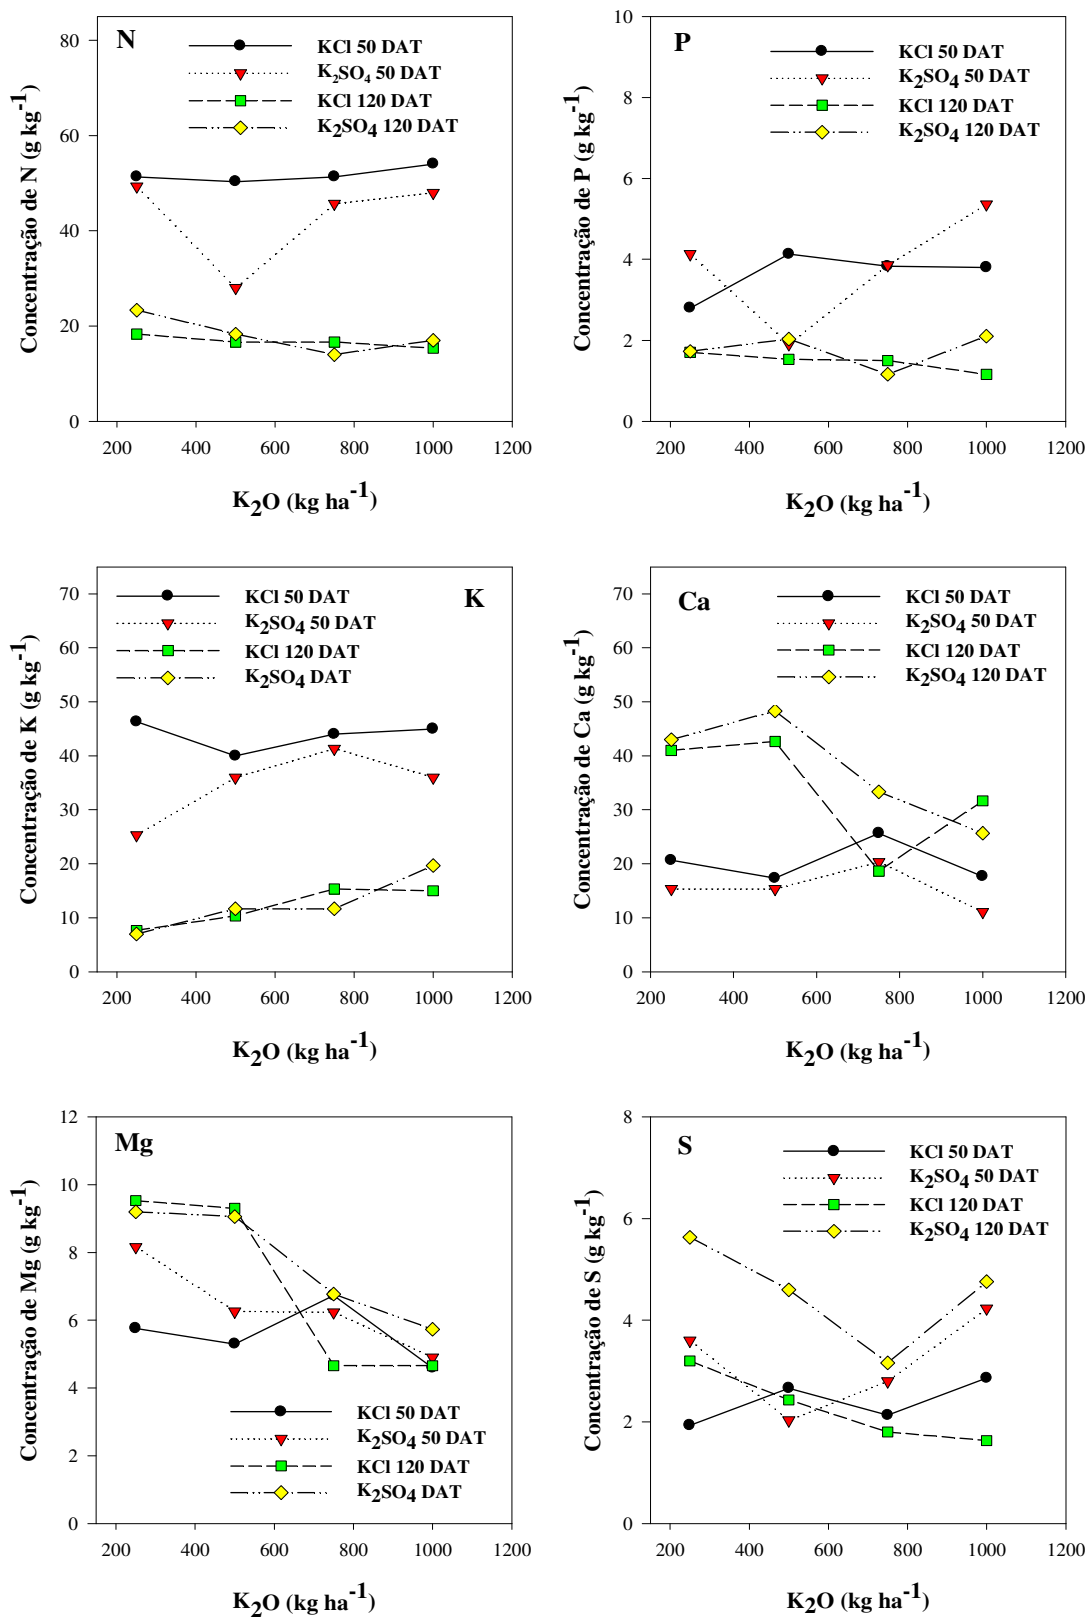 N
KCl 50 DAT
K2SO4 50 DAT
KCl 120 DAT
K2SO4 120 DAT
Concentração de N (g kg-1)
80
60
40
20
0
200 400 600 800 1000 1200
K2O (kg ha-1)
P
KCl 50 DAT
K2SO4 50 DAT
KCl 120 DAT
K2SO4 120 DAT
Concentração de P (g kg-1)
10
8
6
4
2
0
200 400 600 800 1000 1200
K2O (kg ha-1)
K
KCl 50 DAT
K2SO4 50 DAT
KCl 120 DAT
K2SO4 DAT
Concentração de K (g kg-1)
70
60
50
40
30
20
10
0
200 400 600 800 1000 1200
K2O (kg ha-1)
Ca
KCl 50 DAT
K2SO4 50 DAT
KCl 120 DAT
K2SO4 120 DAT
Concentração de Ca (g kg-1)
70
60
50
40
30
20
10
0
200 400 600 800 1000 1200
K2O (kg ha-1)
Mg
KCl 50 DAT
K2SO4 50 DAT
KCl 120 DAT
K2SO4 DAT
Concentração de Mg (g kg-1)
12
10
8
6
4
2
0
200 400 600 800 1000 1200
K2O (kg ha-1)
S
KCl 50 DAT
K2SO4 50 DAT
KCl 120 DAT
K2SO4 120 DAT
Concentração de S (g kg-1)
8
6
4
2
0
200 400 600 800 1000 1200
K2O (kg ha-1)